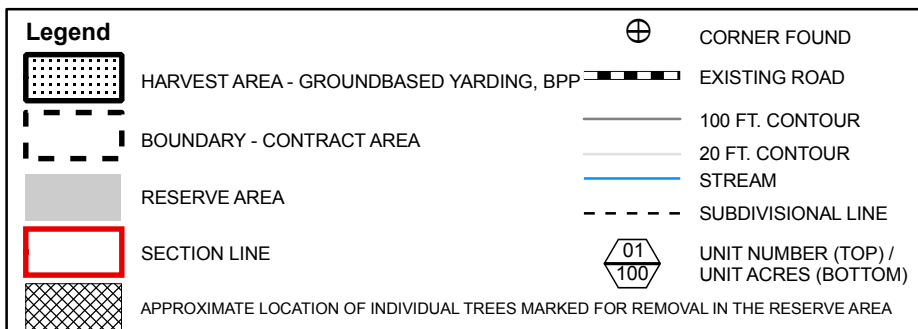 Legend
HARVEST AREA - GROUNDBASED YARDING, BPP
BOUNDARY - CONTRACT AREA
RESERVE AREA
SECTION LINE
APPROXIMATE LOCATION OF INDIVIDUAL TREES MARKED FOR REMOVAL IN THE RESERVE AREA
CORNER FOUND
EXISTING ROAD
100 FT. CONTOUR
20 FT. CONTOUR
STREAM
SUBDIVISIONAL LINE
01
100
UNIT NUMBER (TOP) /
UNIT ACRES (BOTTOM)